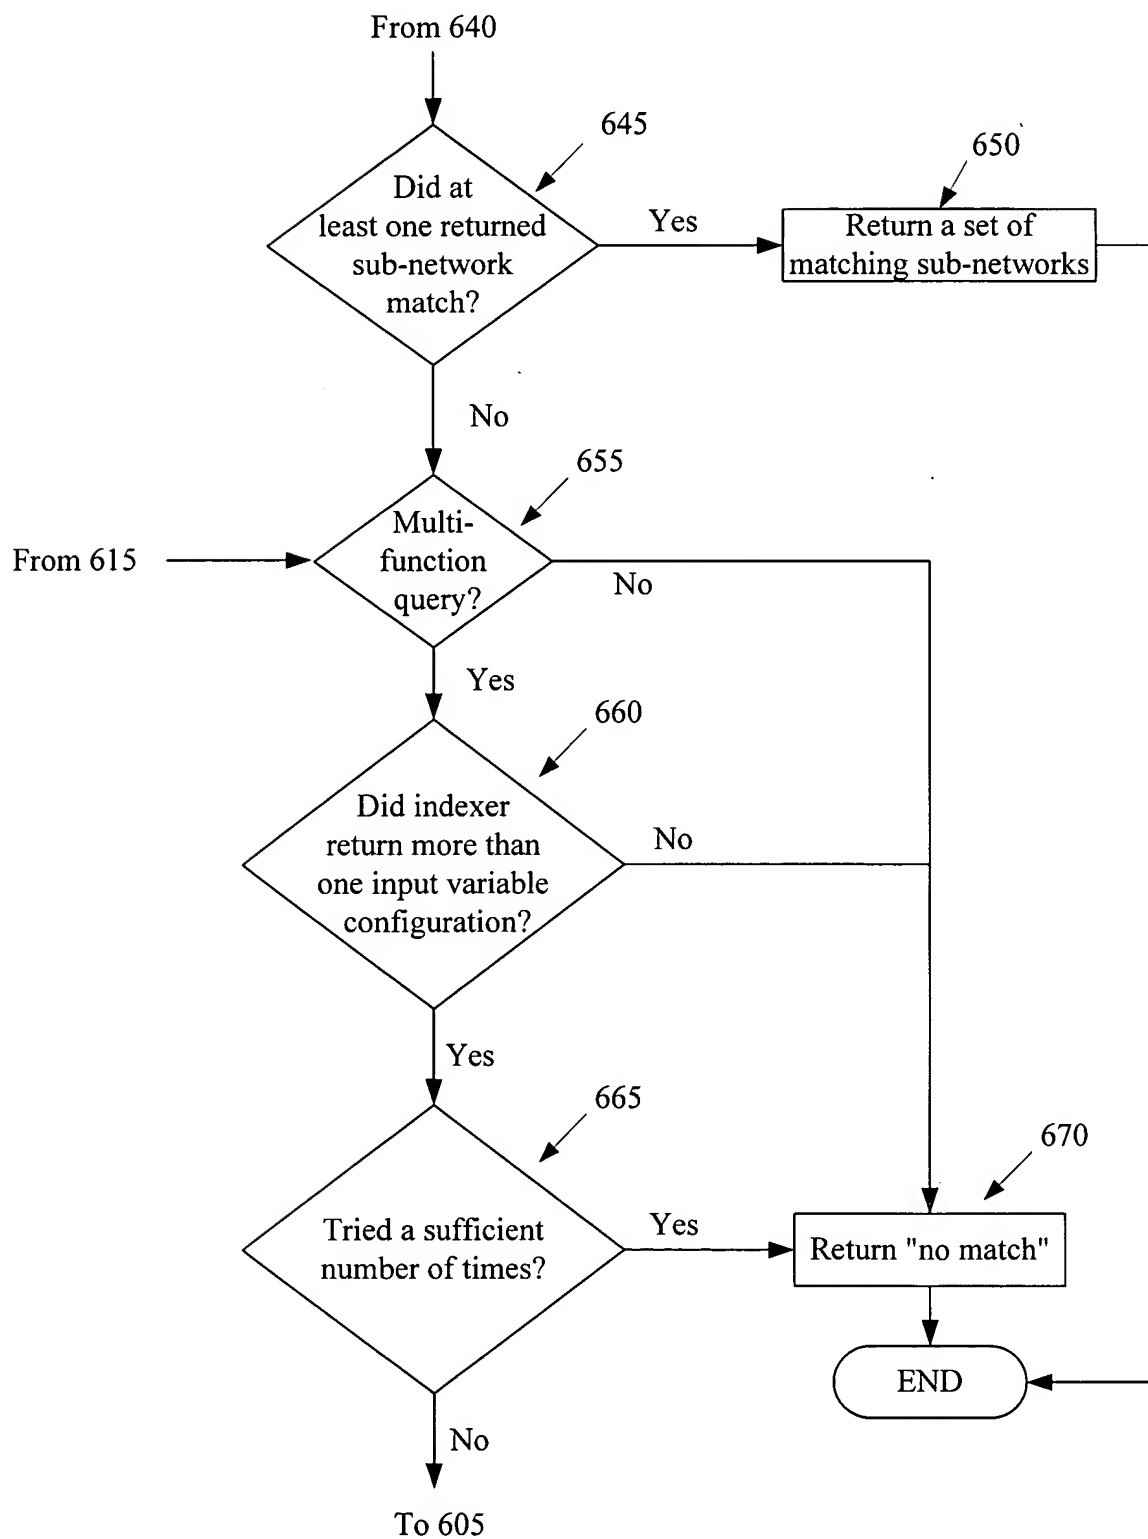 From 640
645
Did at
least one returned
sub-network
match?
Yes
650
Return a set of
matching sub-networks
No
655
From 615
Multi-
function
query?
No
Yes
660
Did indexer
return more than
one input variable
configuration?
No
Yes
665
Tried a sufficient
number of times?
Yes
670
Return "no match"
END
No
To 605